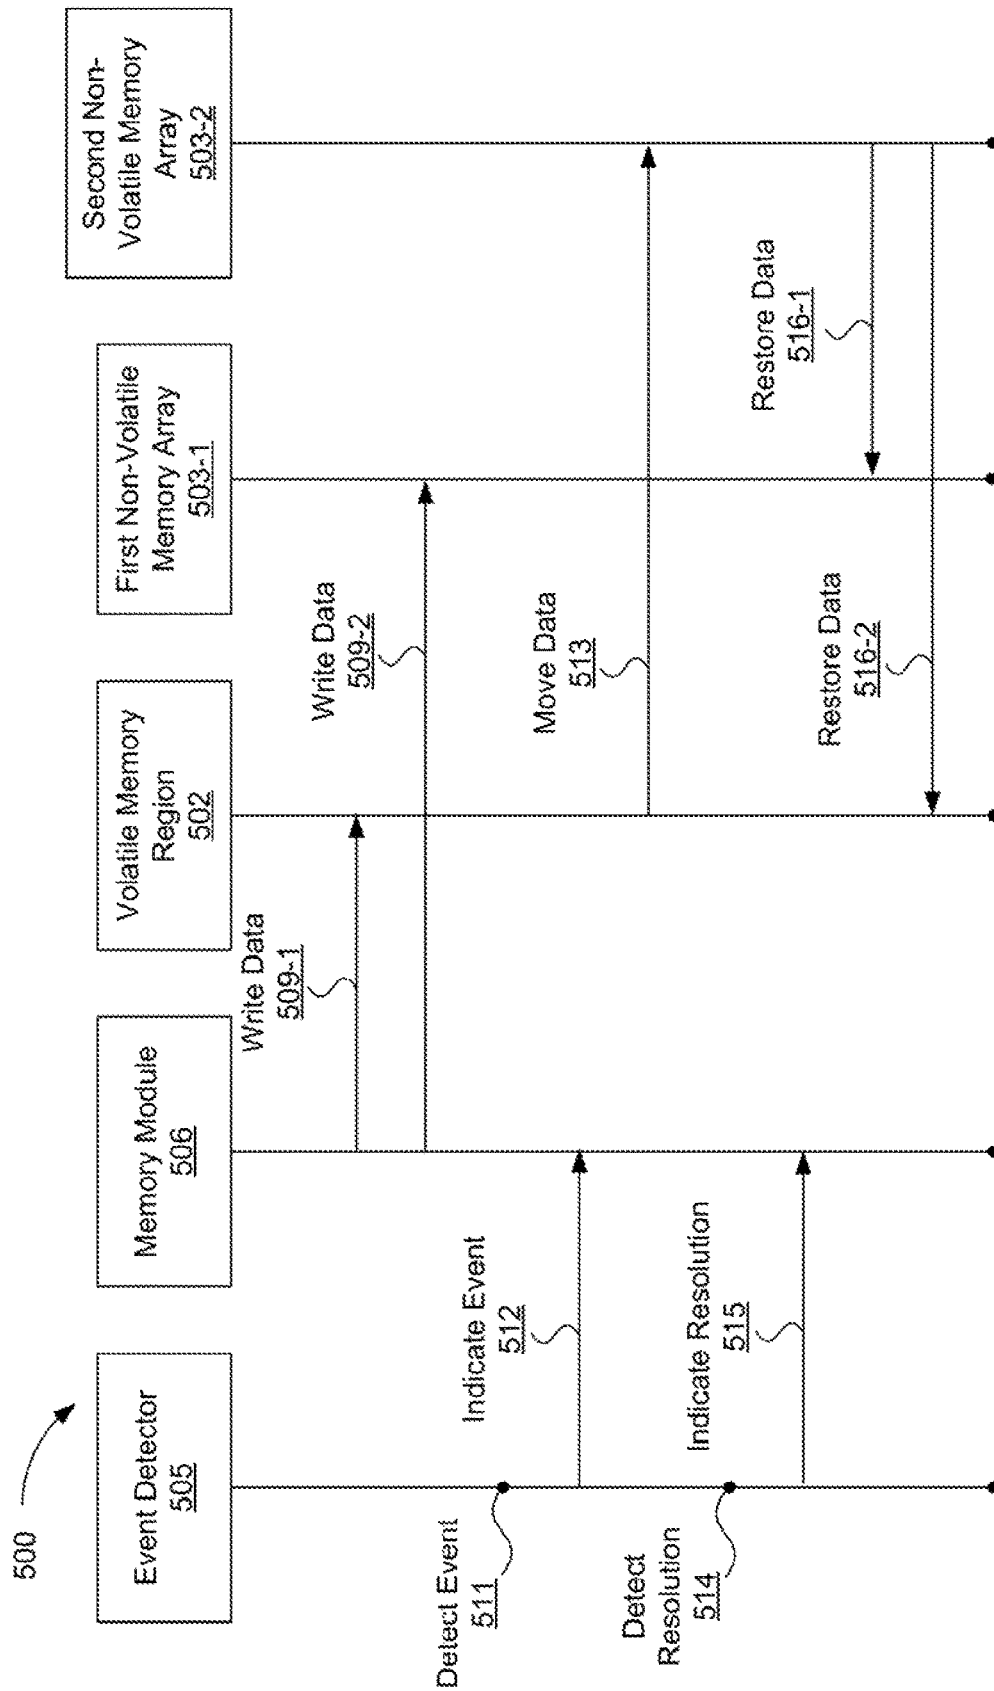 500
Event Detector
505
Memory Module
506
Volatile Memory
Region
502
First Non-Volatile
Memory Array
503-1
Second Non-
Volatile Memory
Array
503-2
Write Data
509-1
Write Data
509-2
Detect Event
511
Indicate Event
512
Move Data
513
Detect
Resolution
514
Indicate Resolution
515
Restore Data
516-1
Restore Data
516-2